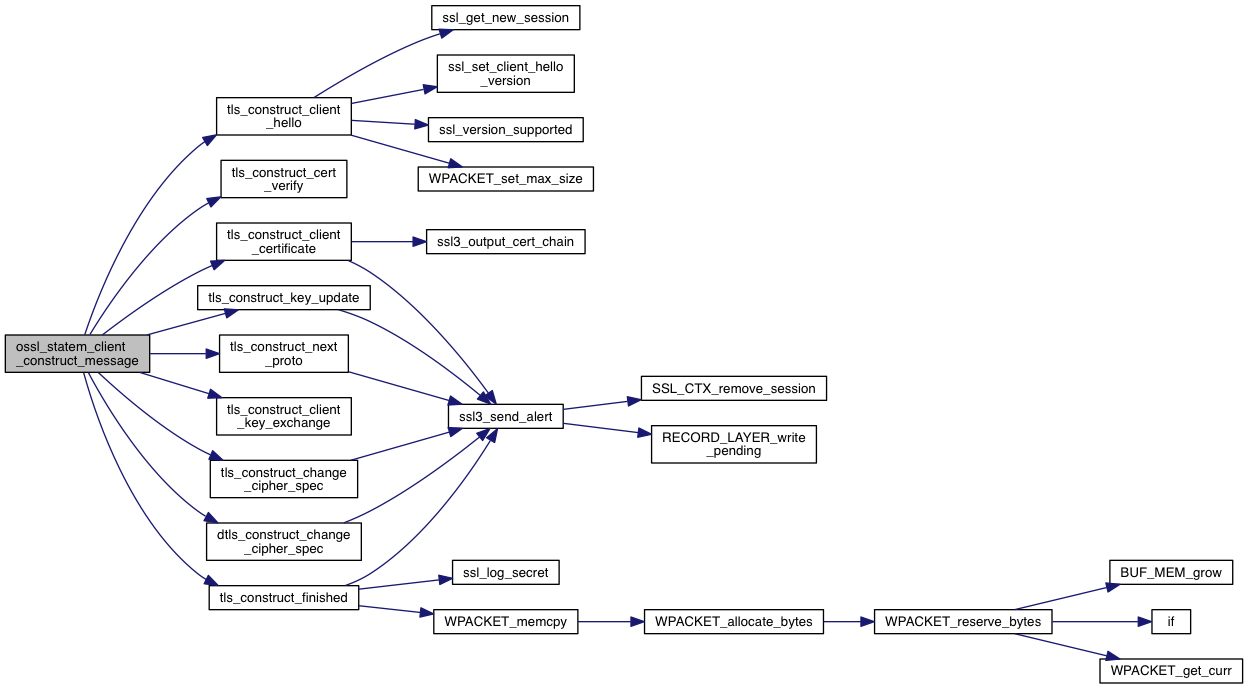 ssl_get_new_session
ssl_set_client_hello
_version
tls_construct_client
_hello
ssl_version_supported
WPACKET_set_max_size
tls_construct_cert
_verify
tls_construct_client
_certificate
ssl3_output_cert_chain
tls_construct_key_update
ossl_statem_client
_construct_message
tls_construct_next
_proto
SSL_CTX_remove_session
tls_construct_client
_key_exchange
ssl3_send_alert
RECORD_LAYER_write
_pending
tls_construct_change
_cipher_spec
dtls_construct_change
_cipher_spec
ssl_log_secret
BUF_MEM_grow
tls_construct_finished
WPACKET_memcpy
WPACKET_allocate_bytes
WPACKET_reserve_bytes
if
WPACKET_get_curr